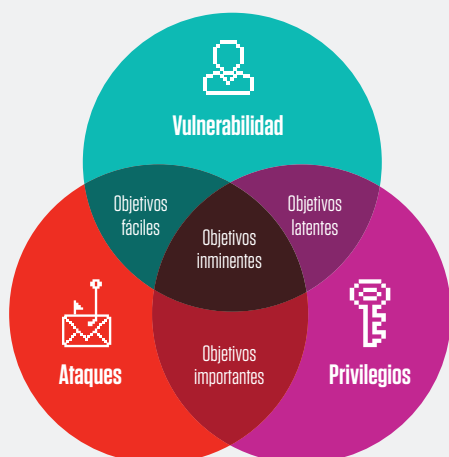 Vulnerabilidad
Objetivos
fáciles
Objetivos
latentes
Objetivos
inminentes
Ataques
Objetivos
importantes
Privilegios